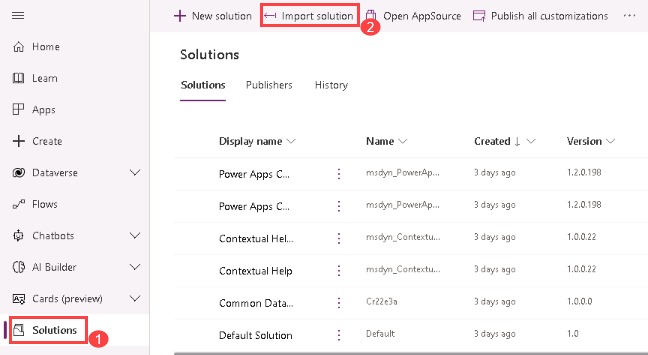 New solution Import solution Open AppSource Publish all customizations ...
2
Home
Learn
Apps
Create
Dataverse
Flows
Chatbots
AI Builder
Cards (preview)
Solutions
1
Solutions
Solutions Publishers History
Display name Name Created Version
Power Apps C... msdyn_PowerAp... 3 days ago 1.2.0.198
Power Apps C... msdyn_PowerAp... 3 days ago 1.2.0.198
Contextual Hel... msdyn_Contextu... 3 days ago 1.0.0.22
Contextual Help msdyn_Contextu... 3 days ago 1.0.0.22
Common Data... Cr22e3a 3 days ago 1.0.0.0
Default Solution Default 3 days ago 1.0